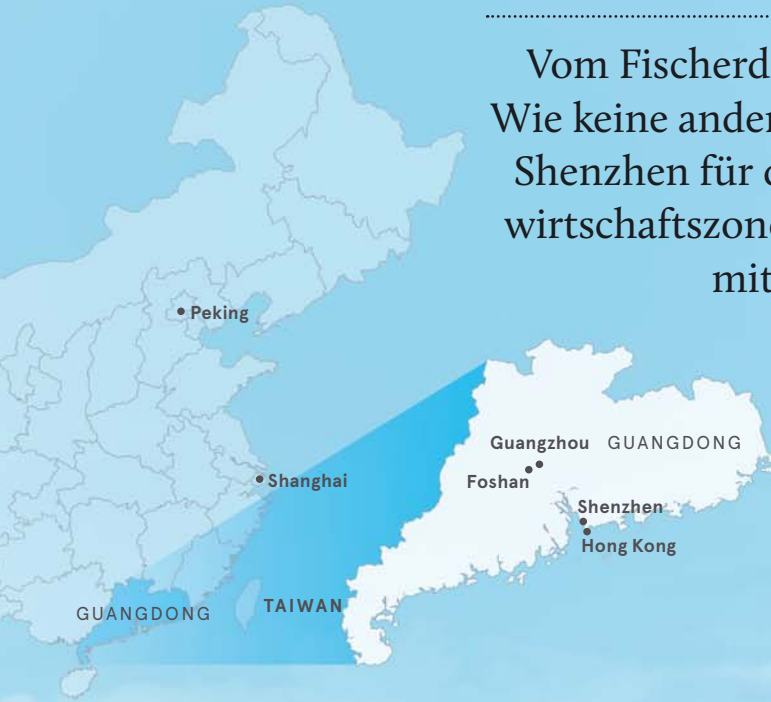 Vom Fischerd
Wie keine ander
Shenzhen für
wirtschaftszone
mit
Peking
Guangzhou GUANGDONG
Foshan
Shanghai
Shenzhen
Hong Kong
GUANGDONG
TAIWAN